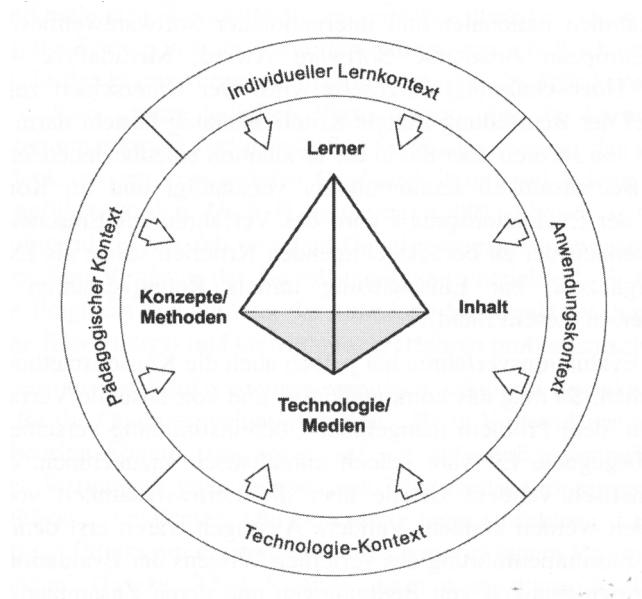 Individueller Lernkontext
Lerner
Pädagogischer Kontext
Anwendungskontext
Konzepte/
Methoden
Inhalt
Technologie/
Medien
Technologie-Kontext